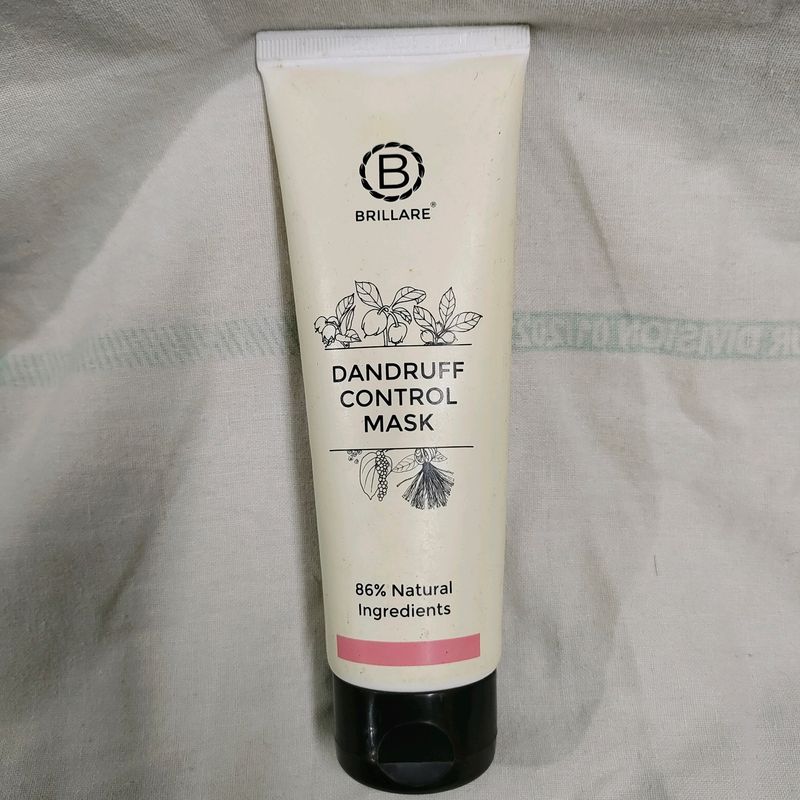 B
BRILLARE®
DANDRUFF
CONTROL
MASK
86% Natural
Ingredients